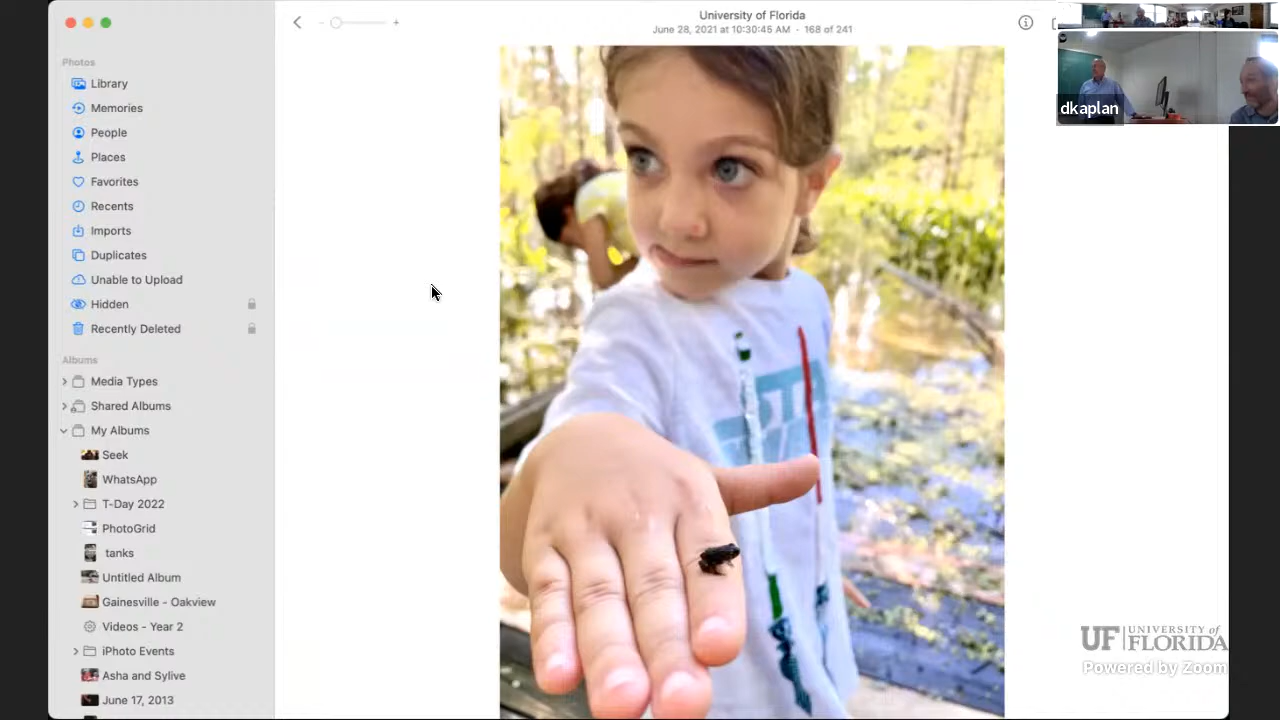 University of Florida
June 28, 2021 at 10:30:45 AM - 168 of 241
Photos
Library
Memories
People
Places
Favorites
Recents
Imports
Duplicates
Unable to Upload
Hidden
Recently Deleted
Albums
Media Types
Shared Albums
My Albums
Seek
WhatsApp
T-Day 2022
PhotoGrid
tanks
Untitled Album
Gainesville - Oakview
Videos - Year 2
iPhoto Events
Asha and Sylive
June 17, 2013
dkaplan
UF UNIVERSITY of
FLORIDA
Powered by Zoom